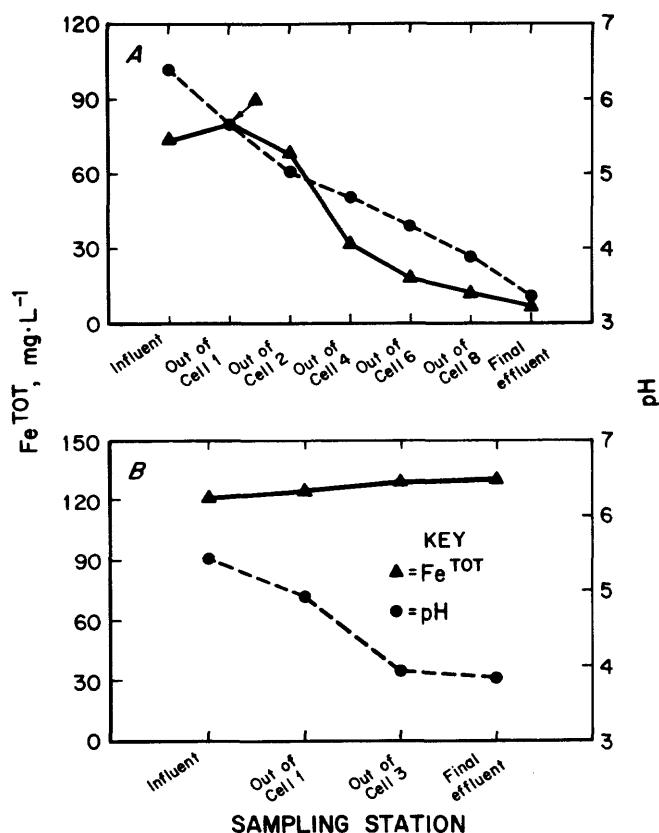 A
120
90
60
30
0
7
6
5
4
3
Influent
Out of Cell 1
Out of Cell 2
Out of Cell 4
Out of Cell 6
Out of Cell 8
Final effluent
Fe TOT, mg·L-1
pH
B
150
120
90
60
30
0
7
6
5
4
3
KEY
▲ = Fe TOT
● = pH
Influent
Out of Cell 1
Out of Cell 3
Final effluent
SAMPLING STATION